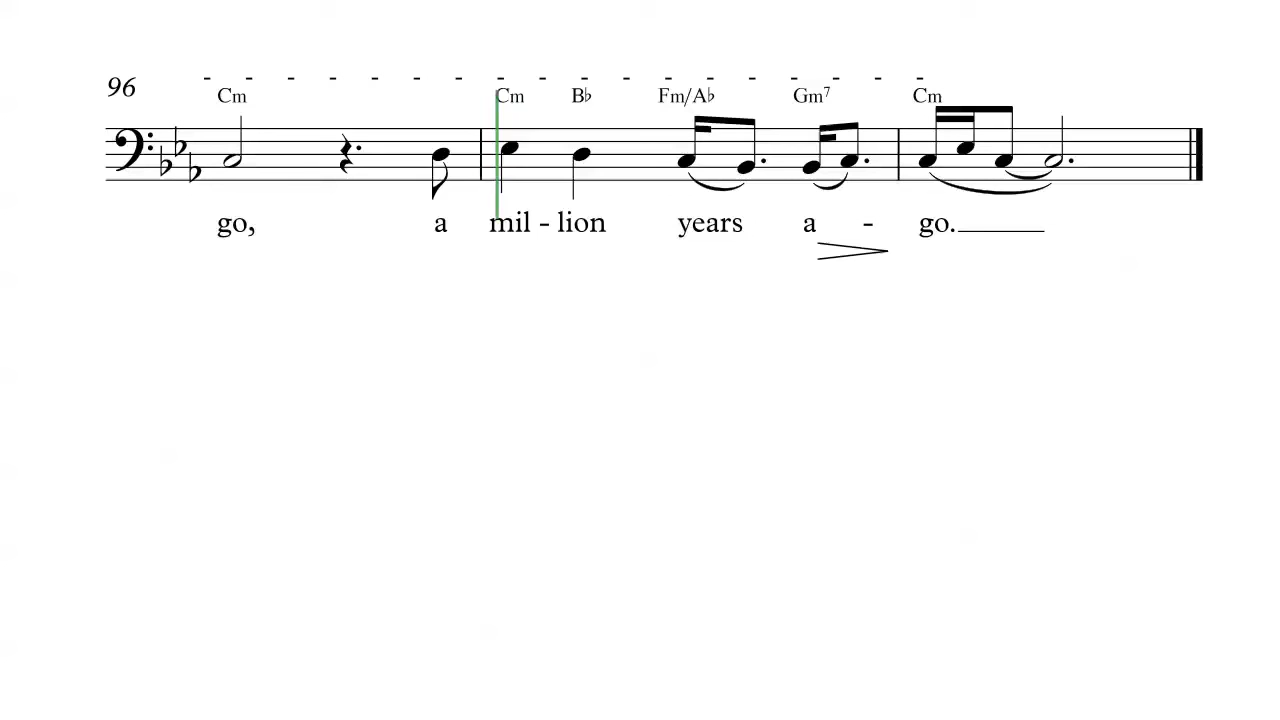 96
Cm Cm B♭ Fm/A♭ Gm7 Cm
go, a mil - lion years a - go.